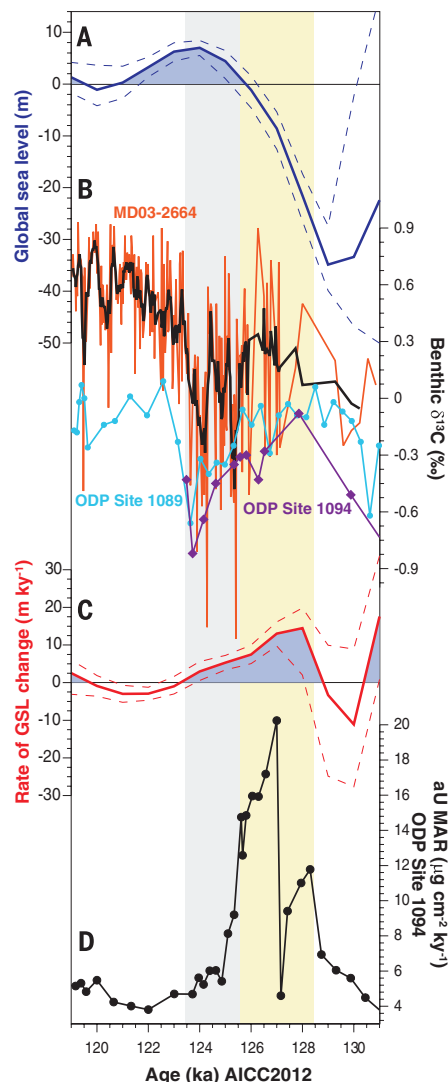 A
10
0
-10
-20
-30
-40
-50
Global sea level (m)
B
MD03-2664
0.9
0.6
0.3
0
-0.3
-0.6
-0.9
Benthic δ13C
(‰)
ODP Site 1089
ODP Site 1094
C
30
20
10
0
-10
-20
-30
Rate of GSL change (m ky-1)
20
18
16
14
12
10
8
6
4
aU MAR (μg cm-2 ky-1)
ODP Site 1094
D
120 122 124 126 128 130
Age (ka) AICC2012